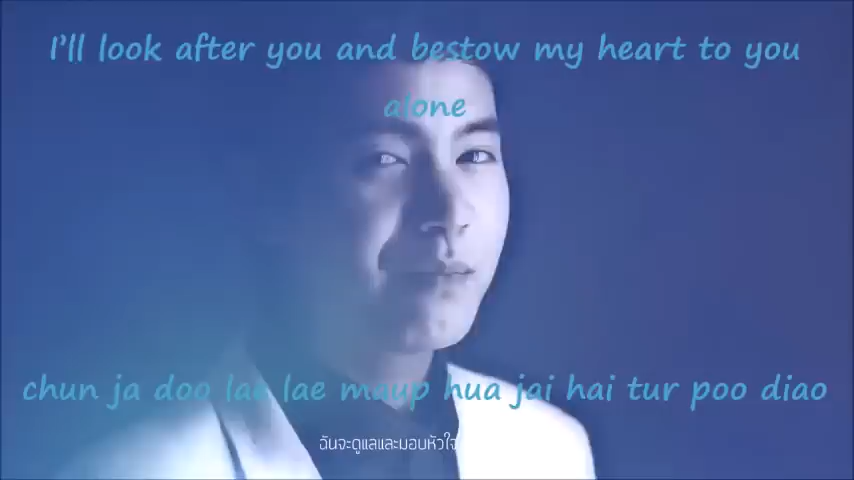 I'll look after you and bestow my heart to you
alone
chun ja doo lae lae maup hua jai hai tur poo diao
ฉันจะดูแลและมอบหัวใจ